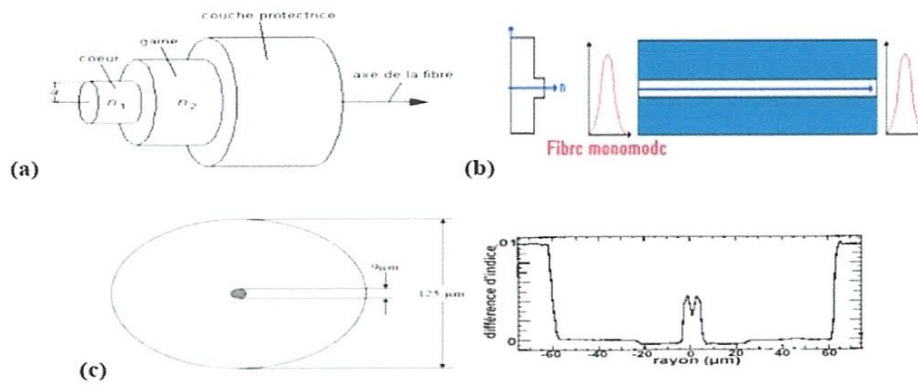 couche protectrice
gaine
coeur
axe de la fibre
a
n₁
n₂
(a)
n
Fibre monomode
(b)
9µm
125 µm
(c)
différence d'indice
01
0
-60 -40 -20 0 20 40 60
rayon (µm)